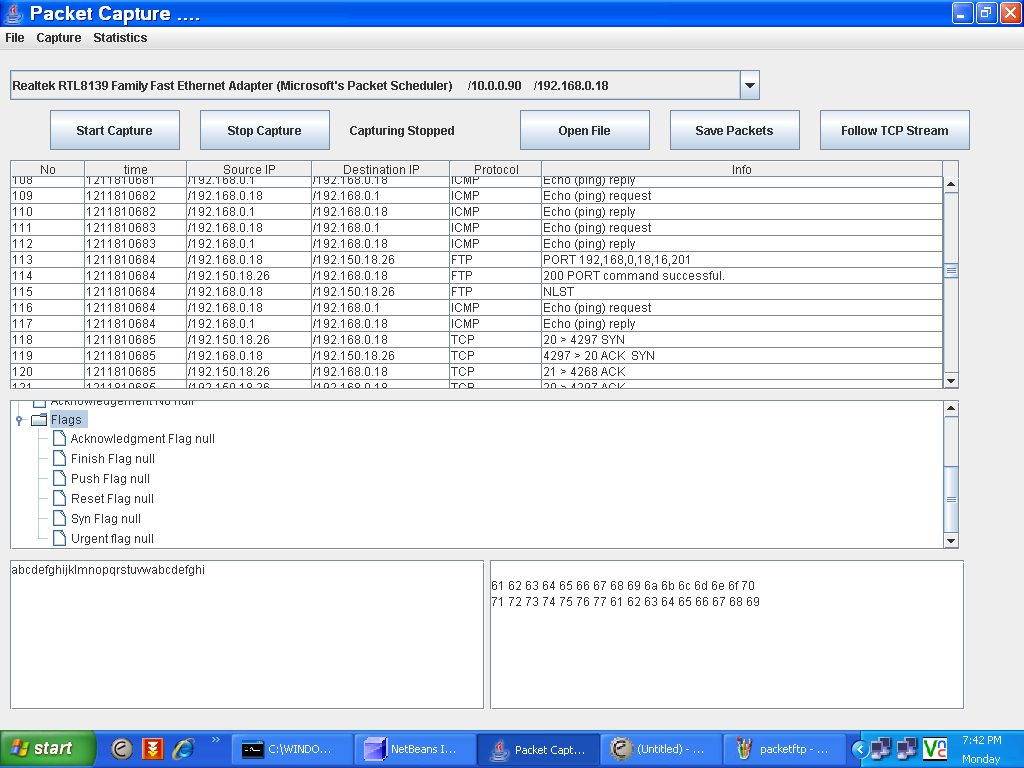 Packet Capture ....
File Capture Statistics
Realtek RTL8139 Family Fast Ethernet Adapter (Microsoft's Packet Scheduler) /10.0.0.90 /192.168.0.18
Start Capture Stop Capture Capturing Stopped Open File Save Packets Follow TCP Stream
No time Source IP Destination IP Protocol Info
108 1211810681 /192.168.0.1 /192.168.0.18 ICMP Echo (ping) reply
109 1211810682 /192.168.0.18 /192.168.0.1 ICMP Echo (ping) request
110 1211810682 /192.168.0.1 /192.168.0.18 ICMP Echo (ping) reply
111 1211810683 /192.168.0.18 /192.168.0.1 ICMP Echo (ping) request
112 1211810683 /192.168.0.1 /192.168.0.18 ICMP Echo (ping) reply
113 1211810684 /192.168.0.18 /192.150.18.26 FTP PORT 192,168,0,18,16,201
114 1211810684 /192.150.18.26 /192.168.0.18 FTP 200 PORT command successful.
115 1211810684 /192.168.0.18 /192.150.18.26 FTP NLST
116 1211810684 /192.168.0.18 /192.168.0.1 ICMP Echo (ping) request
117 1211810684 /192.168.0.1 /192.168.0.18 ICMP Echo (ping) reply
118 1211810685 /192.150.18.26 /192.168.0.18 TCP 20 > 4297 SYN
119 1211810685 /192.168.0.18 /192.150.18.26 TCP 4297 > 20 ACK SYN
120 1211810685 /192.150.18.26 /192.168.0.18 TCP 21 > 4268 ACK
121 1211810685 /192.150.18.26 /192.168.0.18 TCP 20 > 4297 ACK
Acknowledgement No null
Flags
Acknowledgment Flag null
Finish Flag null
Push Flag null
Reset Flag null
Syn Flag null
Urgent flag null
abcdefghijklmnopqrstuvwabcdefghi
61 62 63 64 65 66 67 68 69 6a 6b 6c 6d 6e 6f 70
71 72 73 74 75 76 77 61 62 63 64 65 66 67 68 69
start C:\WINDO... NetBeans I... Packet Capt... (Untitled) - ... packetftp - ... 7:42 PM
Monday